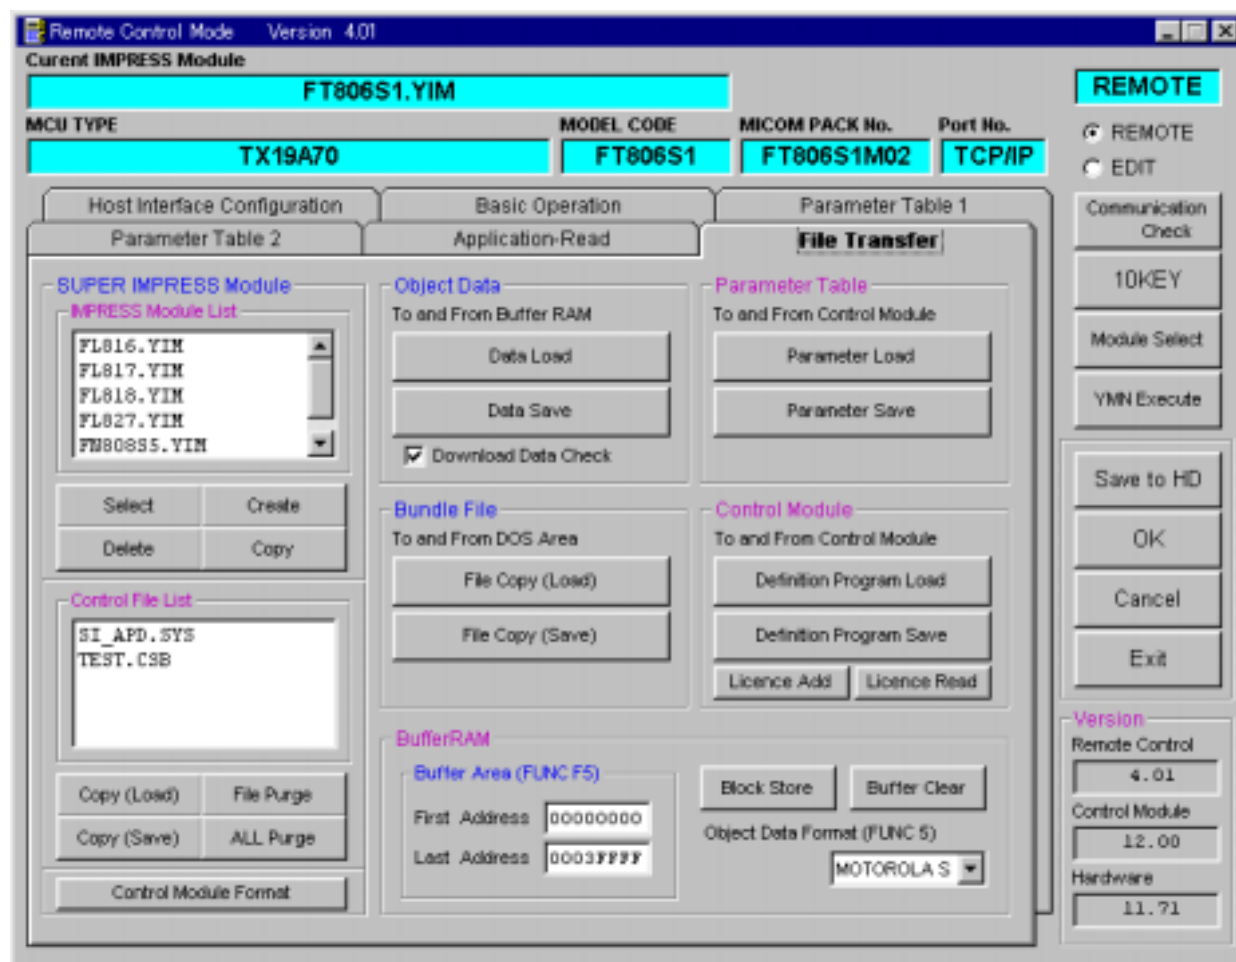 Remote Control Mode Version 4.01
Curent IMPRESS Module
FT806S1.YIM
REMOTE
MCU TYPE MODEL CODE MICOM PACK No. Port No.
TX19A70 FT806S1 FT806S1M02 TCP/IP
REMOTE
EDIT
Host Interface Configuration Basic Operation Parameter Table 1
Parameter Table 2 Application-Read File Transfer
SUPER IMPRESS Module
IMPRESS Module List
FL816.YIM
FL817.YIM
FL818.YIM
FL827.YIM
FN808S5.YIM
Select Create
Delete Copy
Control File List
SI_APD.SYS
TEST.CSB
Copy (Load) File Purge
Copy (Save) ALL Purge
Control Module Format
Object Data
To and From Buffer RAM
Data Load
Data Save
Download Data Check
Parameter Table
To and From Control Module
Parameter Load
Parameter Save
Bundle File
To and From DOS Area
File Copy (Load)
File Copy (Save)
Control Module
To and From Control Module
Definition Program Load
Definition Program Save
Licence Add Licence Read
BufferRAM
Buffer Area (FUNC F5)
First Address 00000000
Last Address 0003FFFF
Block Store Buffer Clear
Object Data Format (FUNC 5)
MOTOROLA S
Communication
Check
10KEY
Module Select
YMN Execute
Save to HD
OK
Cancel
Exit
Version
Remote Control
4.01
Control Module
12.00
Hardware
11.71